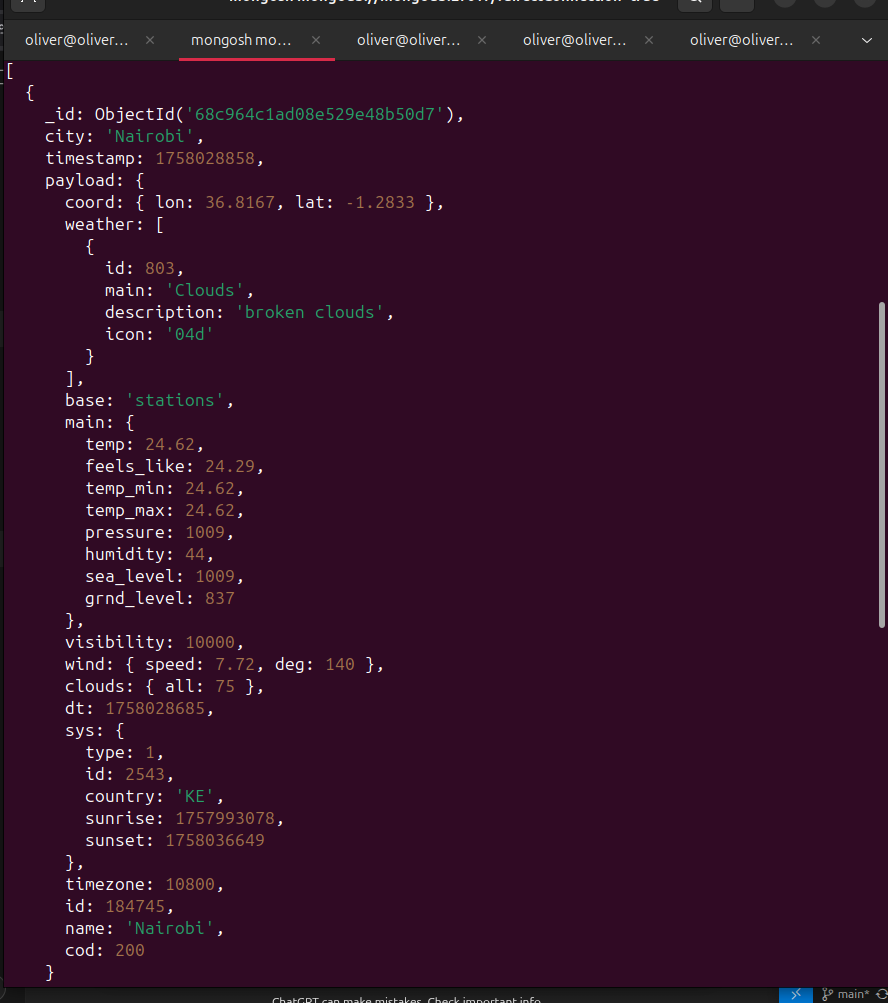 oliver@oliver... × mongosh mo... × oliver@oliver... × oliver@oliver... × oliver@oliver... ×
[
  {
    _id: ObjectId('68c964c1ad08e529e48b50d7'),
    city: 'Nairobi',
    timestamp: 1758028858,
    payload: {
      coord: { lon: 36.8167, lat: -1.2833 },
      weather: [
        {
          id: 803,
          main: 'Clouds',
          description: 'broken clouds',
          icon: '04d'
        }
      ],
      base: 'stations',
      main: {
        temp: 24.62,
        feels_like: 24.29,
        temp_min: 24.62,
        temp_max: 24.62,
        pressure: 1009,
        humidity: 44,
        sea_level: 1009,
        grnd_level: 837
      },
      visibility: 10000,
      wind: { speed: 7.72, deg: 140 },
      clouds: { all: 75 },
      dt: 1758028685,
      sys: {
        type: 1,
        id: 2543,
        country: 'KE',
        sunrise: 1757993078,
        sunset: 1758036649
      },
      timezone: 10800,
      id: 184745,
      name: 'Nairobi',
      cod: 200
    }
ChatGPT can make mistakes. Check important info.
main*